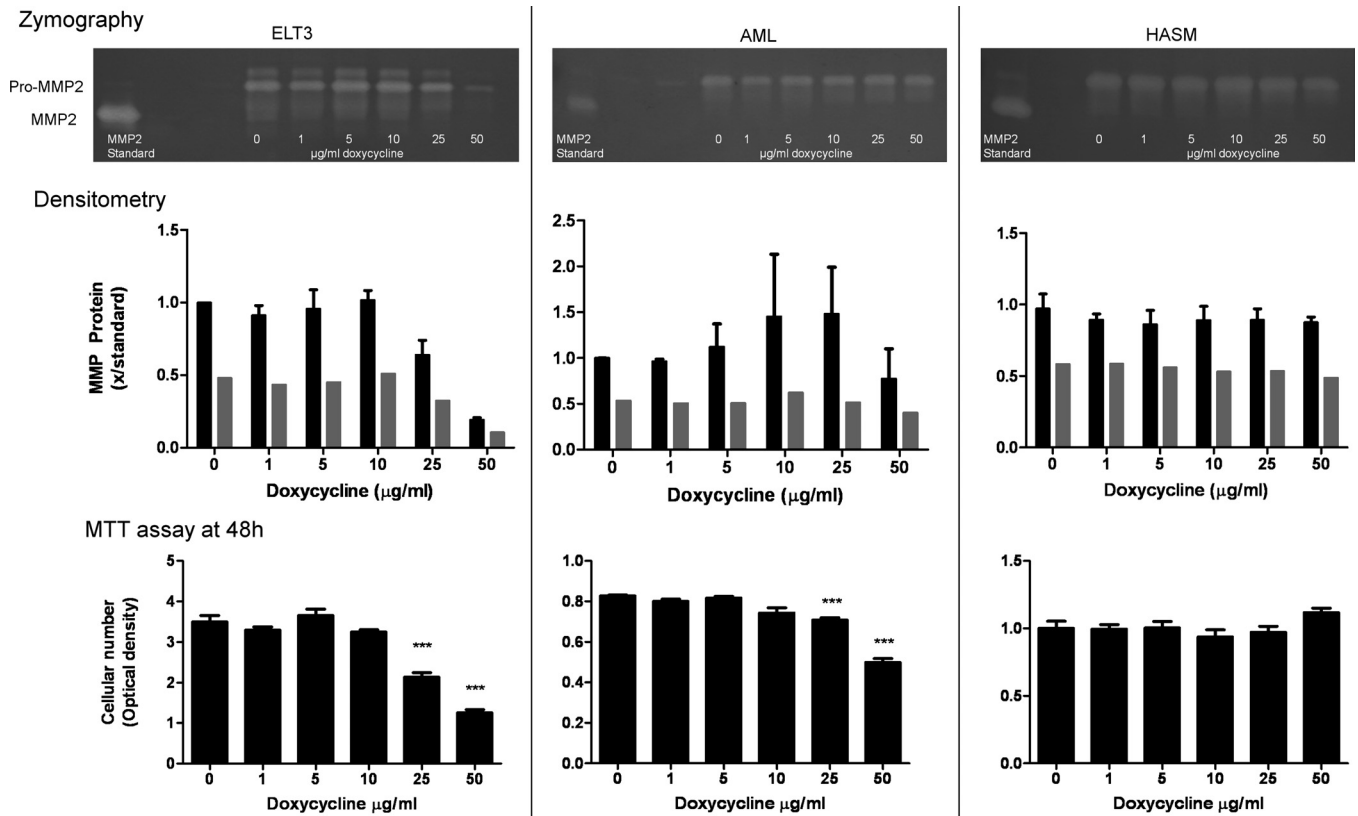 Zymography
ELT3
AML
HASM
Pro-MMP2
MMP2
MMP2
Standard
0 1 5 10 25 50
µg/ml doxycycline
MMP2
Standard
0 1 5 10 25 50
µg/ml doxycycline
MMP2
Standard
0 1 5 10 25 50
µg/ml doxycycline
Densitometry
MMP Protein
(x/standard)
1.5
1.0
0.5
0.0
0 1 5 10 25 50
Doxycycline (µg/ml)
2.5
2.0
1.5
1.0
0.5
0.0
0 1 5 10 25 50
Doxycycline (µg/ml)
1.5
1.0
0.5
0.0
0 1 5 10 25 50
Doxycycline (µg/ml)
MTT assay at 48h
Cellular number
(Optical density)
5
4
3
2
1
0
***
***
0 1 5 10 25 50
Doxycycline µg/ml
1.0
0.8
0.6
0.4
0.2
0.0
***
***
0 1 5 10 25 50
Doxycycline µg/ml
1.5
1.0
0.5
0.0
0 1 5 10 25 50
Doxycycline µg/ml